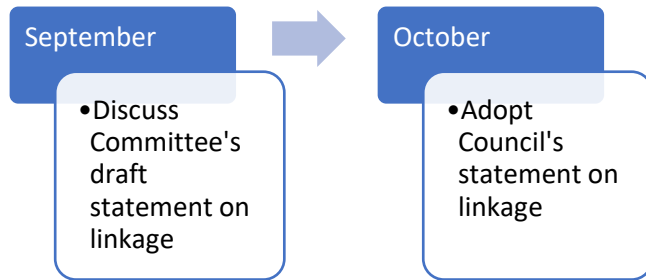 September
•Discuss
Committee's
draft
statement on
linkage
October
•Adopt
Council's
statement on
linkage